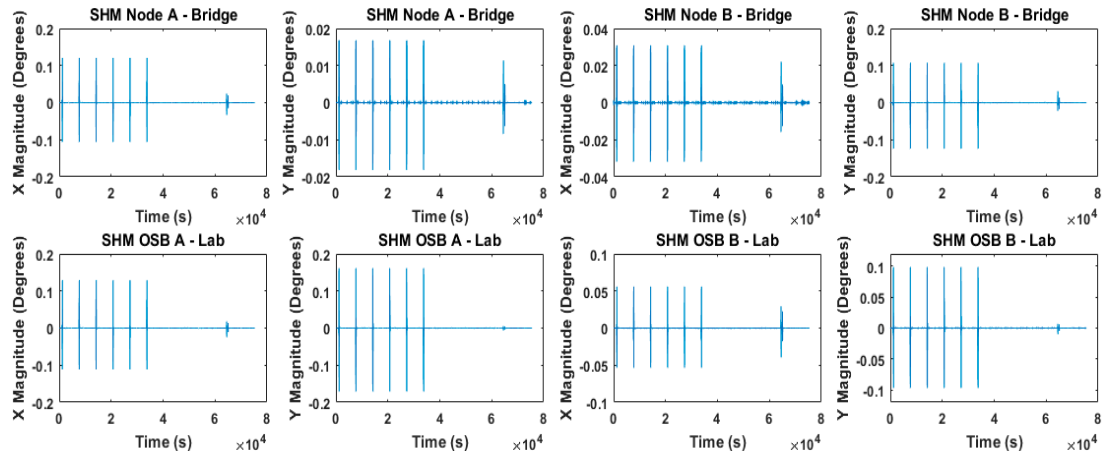 SHM Node A - Bridge
X Magnitude (Degrees)
0.2
0.1
0
-0.1
-0.2
0 2 4 6 8
Time (s) ×10^4
SHM Node A - Bridge
Y Magnitude (Degrees)
0.02
0.01
0
-0.01
-0.02
0 2 4 6 8
Time (s) ×10^4
SHM Node B - Bridge
X Magnitude (Degrees)
0.04
0.02
0
-0.02
-0.04
0 2 4 6 8
Time (s) ×10^4
SHM Node B - Bridge
Y Magnitude (Degrees)
0.2
0.1
0
-0.1
-0.2
0 2 4 6 8
Time (s) ×10^4
SHM OSB A - Lab
X Magnitude (Degrees)
0.2
0.1
0
-0.1
-0.2
0 2 4 6 8
Time (s) ×10^4
SHM OSB A - Lab
Y Magnitude (Degrees)
0.2
0.1
0
-0.1
-0.2
0 2 4 6 8
Time (s) ×10^4
SHM OSB B - Lab
X Magnitude (Degrees)
0.1
0.05
0
-0.05
-0.1
0 2 4 6 8
Time (s) ×10^4
SHM OSB B - Lab
Y Magnitude (Degrees)
0.1
0.05
0
-0.05
-0.1
0 2 4 6 8
Time (s) ×10^4